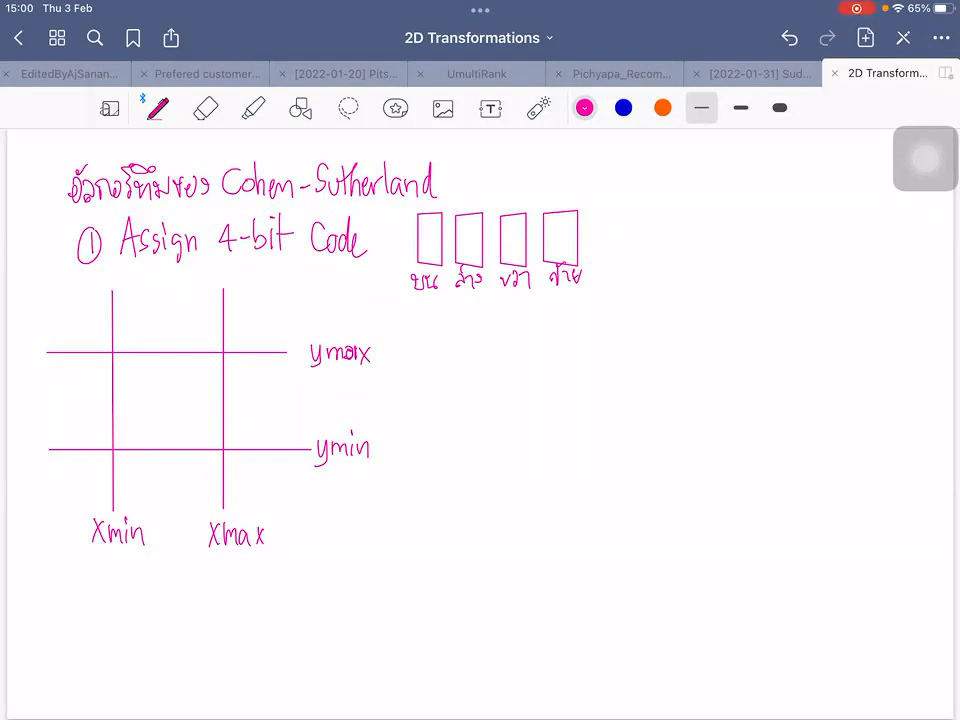 15:00 Thu 3 Feb 65%
2D Transformations
EditedByAjSanan... Prefered customer... [2022-01-20] Pits... UmultiRank Pichyapa_Recom... [2022-01-31] Sud... 2D Transform...
อัลกอริทึมของ Cohen-Sutherland
① Assign 4-bit Code
บน ล่าง ขวา ซ้าย
ymax
ymin
xmin xmax